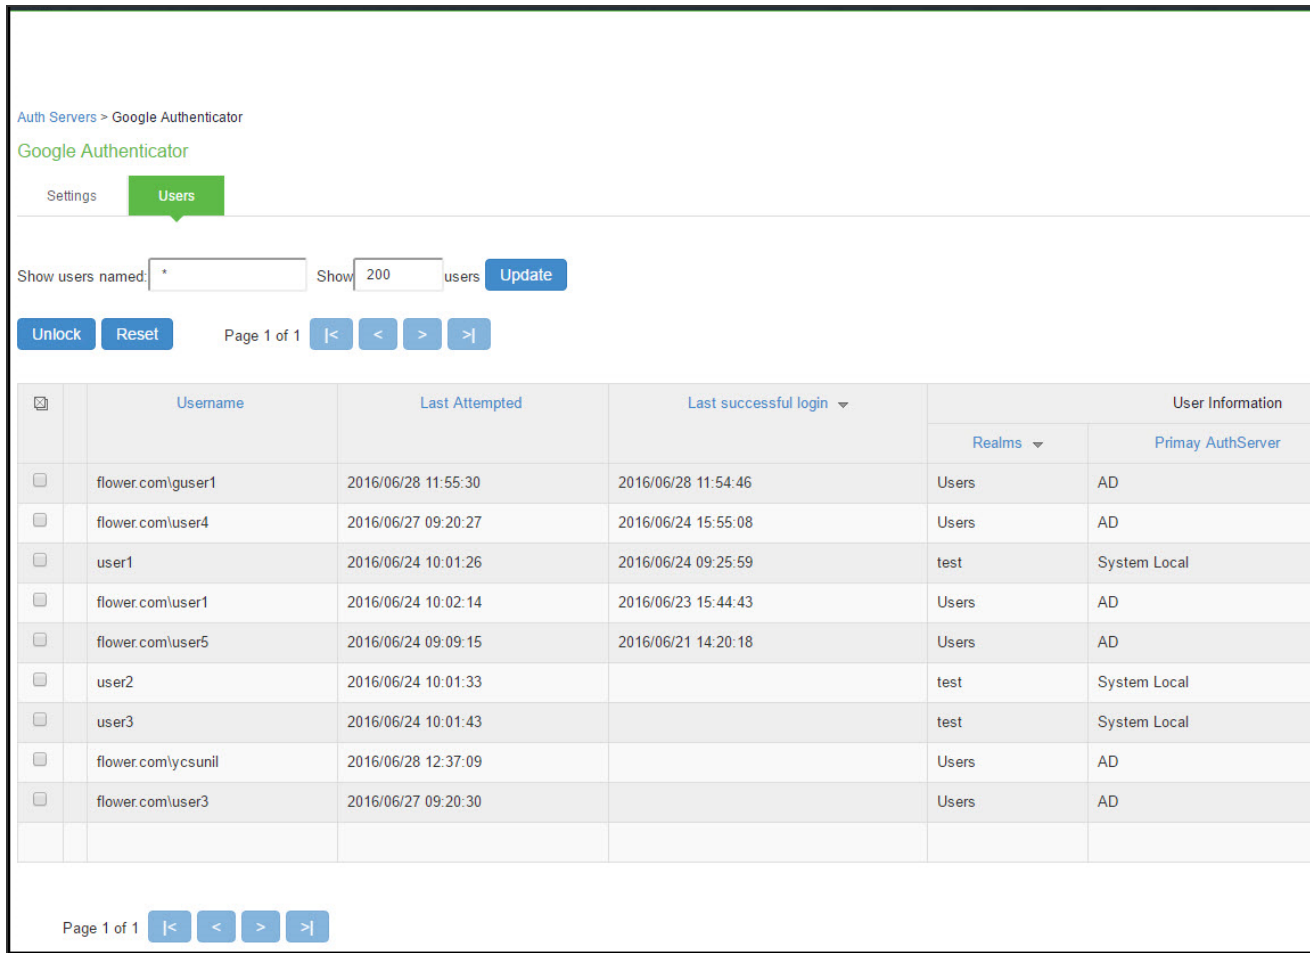 Auth Servers > Google Authenticator
Google Authenticator
Settings Users
Show users named: * Show 200 users Update
Unlock Reset Page 1 of 1 |< < > >|
Username Last Attempted Last successful login User Information
Realms Primay AuthServer
flower.com\guser1 2016/06/28 11:55:30 2016/06/28 11:54:46 Users AD
flower.com\user4 2016/06/27 09:20:27 2016/06/24 15:55:08 Users AD
user1 2016/06/24 10:01:26 2016/06/24 09:25:59 test System Local
flower.com\user1 2016/06/24 10:02:14 2016/06/23 15:44:43 Users AD
flower.com\user5 2016/06/24 09:09:15 2016/06/21 14:20:18 Users AD
user2 2016/06/24 10:01:33 test System Local
user3 2016/06/24 10:01:43 test System Local
flower.com\ycsunil 2016/06/28 12:37:09 Users AD
flower.com\user3 2016/06/27 09:20:30 Users AD
Page 1 of 1 |< < > >|